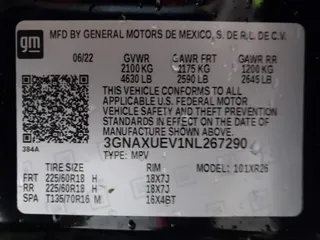 gm
MFD BY GENERAL MOTORS DE MEXICO, S. DE R.L. DE C.V.
06/22 GVWR GAWR FRT GAWR RR
2100 KG 1175 KG 1200 KG
4630 LB 2590 LB 2645 LB
THIS VEHICLE CONFORMS TO ALL
APPLICABLE U.S. FEDERAL MOTOR
VEHICLE SAFETY AND THEFT
PREVENTION STANDARDS IN EFFECT
ON THE DATE OF
MANUFACTURE SHOWN ABOVE.
384A
3GNAXUEV1NL267290
TYPE: MPV
TIRE SIZE RIM MODEL: 101XR26
FRT 225/60R18 H 18X7J
RR 225/60R18 H 18X7J
SPA T135/70R16 M 16X4BT